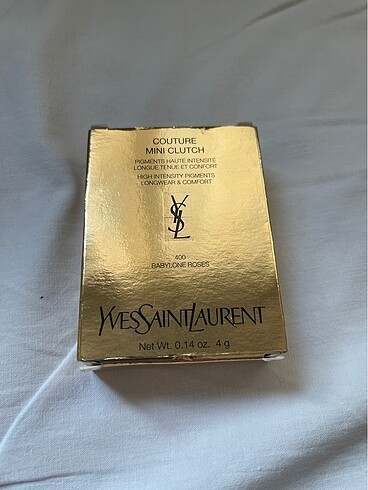 COUTURE
MINI CLUTCH
PIGMENTS HAUTE INTENSITÉ
LONGUE TENUE ET CONFORT
HIGH INTENSITY PIGMENTS
LONGWEAR & COMFORT
YSL
400
BABYLONE ROSES
YVESSAINTLAURENT
Net Wt. 0.14 oz. 4 g